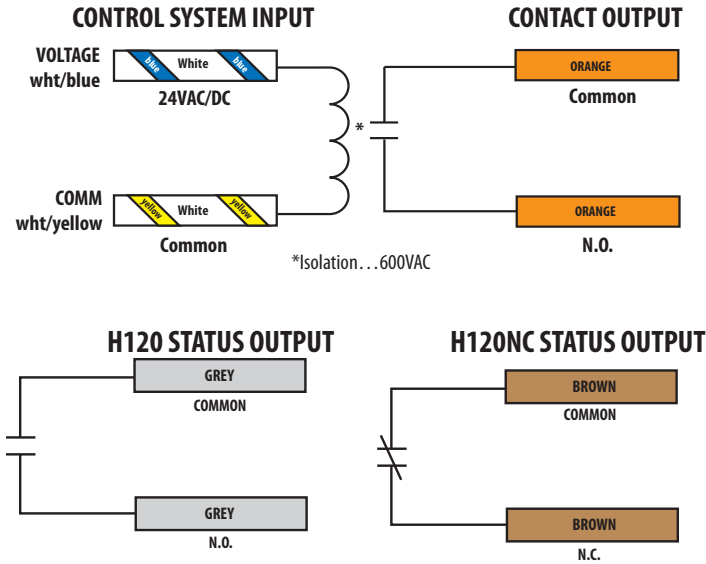 CONTROL SYSTEM INPUT
CONTACT OUTPUT
VOLTAGE
wht/blue
blue White blue
24VAC/DC
ORANGE
Common
*
COMM
wht/yellow
yellow White yellow
Common
ORANGE
N.O.
*Isolation...600VAC
H120 STATUS OUTPUT
H120NC STATUS OUTPUT
GREY
COMMON
BROWN
COMMON
GREY
N.O.
BROWN
N.C.